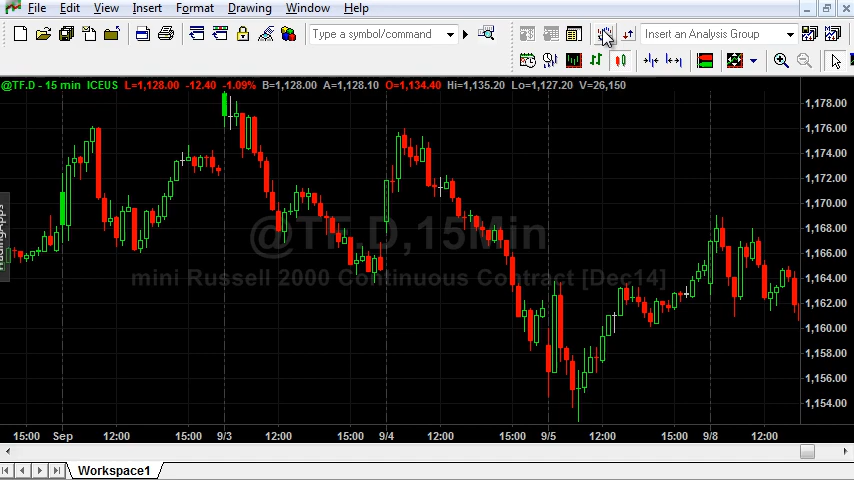 File Edit View Insert Format Drawing Window Help
Type a symbol/command
Insert an Analysis Group
@TF.D - 15 min ICEUS L=1,128.00 -12.40 -1.09% B=1,128.00 A=1,128.10 O=1,134.40 Hi=1,135.20 Lo=1,127.20 V=26,150
1,178.00
1,176.00
1,174.00
1,172.00
1,170.00
1,168.00
1,166.00
1,164.00
1,162.00
1,160.00
1,158.00
1,156.00
1,154.00
@TF.D,15Min
mini Russell 2000 Continuous Contract [Dec14]
TradingApps
15:00 Sep 12:00 15:00 9/3 12:00 15:00 9/4 12:00 15:00 9/5 12:00 15:00 9/8 12:00
Workspace1